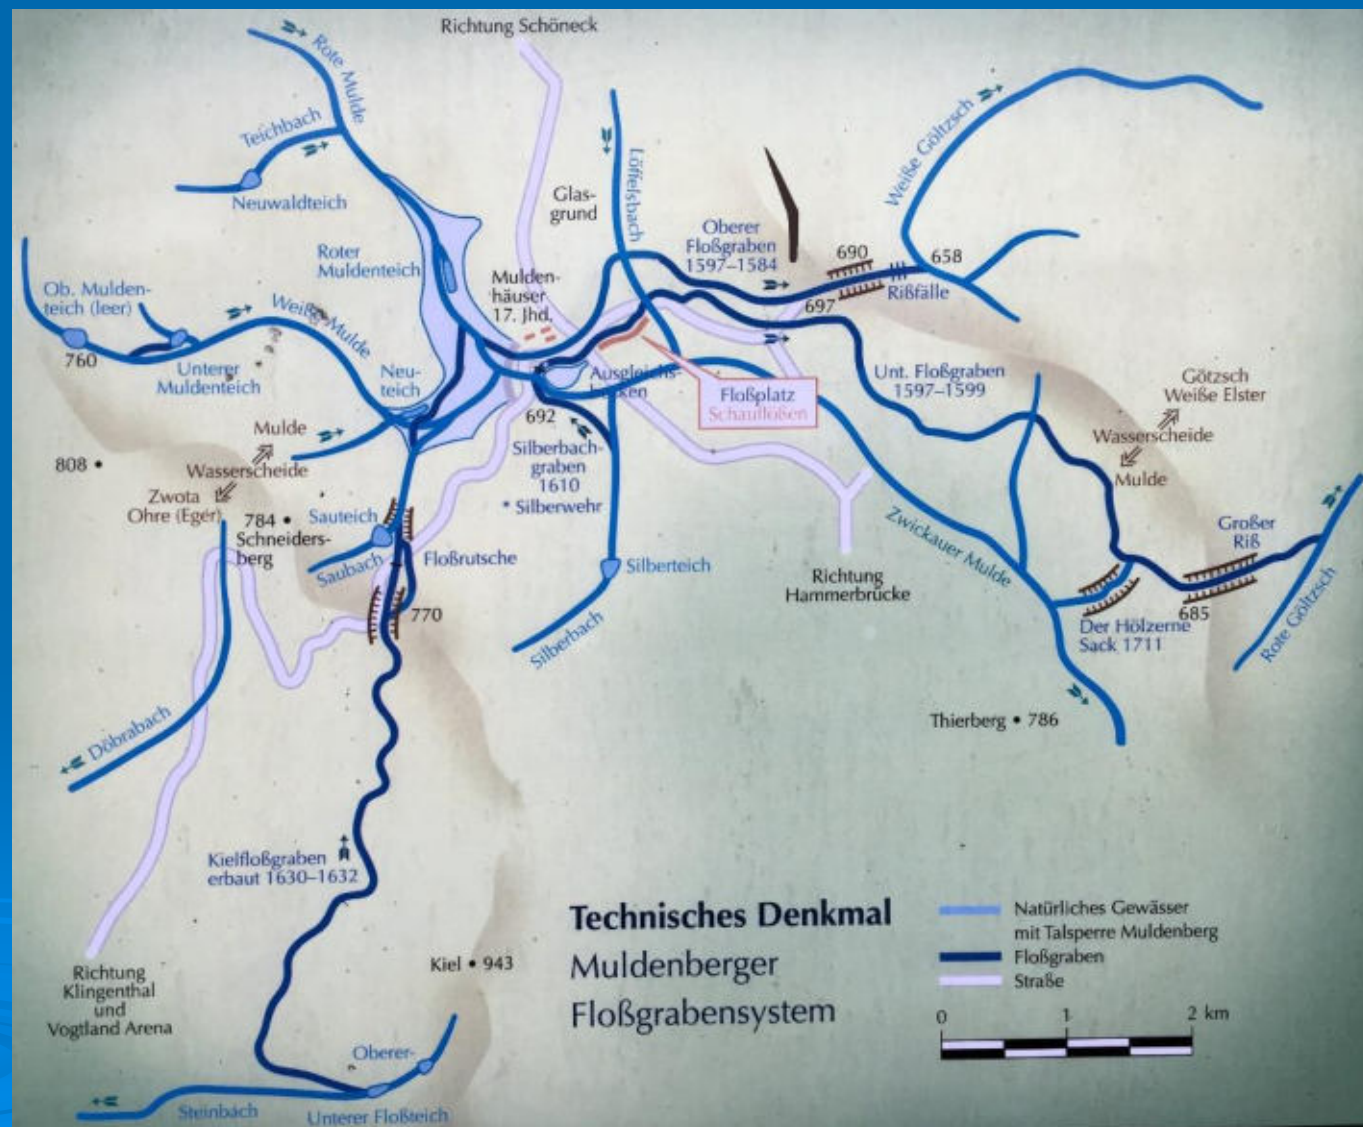 Richtung Schöneck
Rote Mulde
Teichbach
Neuwaldteich
Löffelsbach
Glas-
grund
Weiße Göltzsch
Oberer
Floßgraben
1597–1584
690
658
Rißfälle
697
Roter
Muldenteich
Mulden-
häuser
17. Jhd.
Ob. Mulden-
teich (leer)
760
Weiße Mulde
Unterer
Muldenteich
Neu-
teich
Ausgleichs-
becken
Floßplatz
Schauflößen
Unt. Floßgraben
1597–1599
Götzsch
Weiße Elster
Wasserscheide
Mulde
692
Mulde
Wasserscheide
Zwota
Ohre (Eger)
808
784
Schneiders-
berg
Silberbach-
graben
1610
* Silberwehr
Sauteich
Saubach
Floßrutsche
770
Silberteich
Silberbach
Richtung
Hammerbrücke
Zwickauer Mulde
Großer
Riß
685
Der Hölzerne
Sack 1711
Rote Göltzsch
Thierberg • 786
Döbrabach
Kielfloßgraben
erbaut 1630–1632
Kiel • 943
Richtung
Klingenthal
und
Vogtland Arena
Oberer-
Unterer Floßteich
Steinbach
Technisches Denkmal
Muldenberger
Floßgrabensystem
Natürliches Gewässer
mit Talsperre Muldenberg
Floßgraben
Straße
0 1 2 km